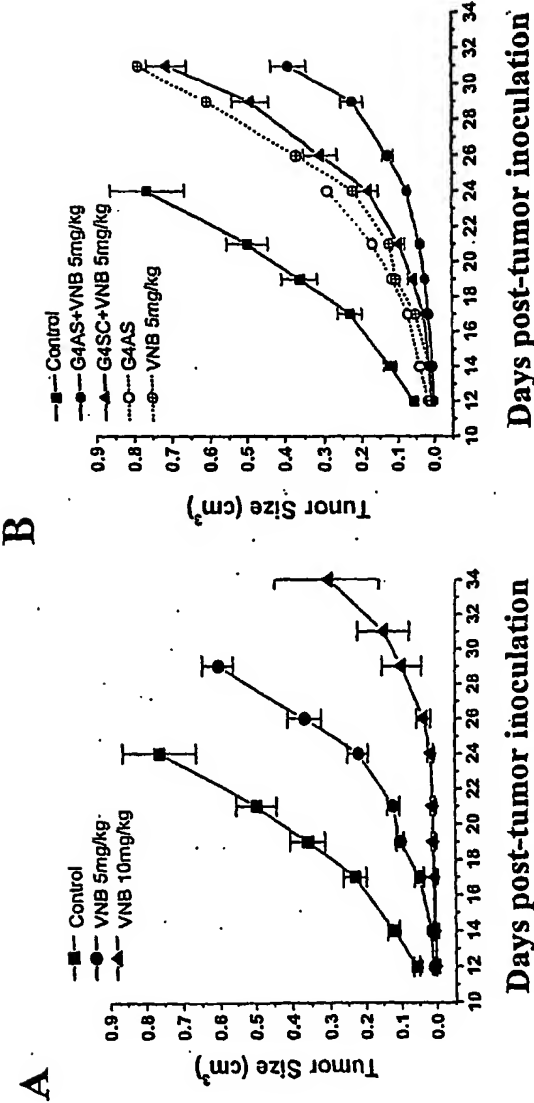 A
Control
VNB 5mg/kg
VNB 10mg/kg
Tumor Size (cm3)
0.9
0.8
0.7
0.6
0.5
0.4
0.3
0.2
0.1
0.0
10 12 14 16 18 20 22 24 26 28 30 32 34
Days post-tumor inoculation
B
Control
G4AS+VNB 5mg/kg
G4SC+VNB 5mg/kg
G4AS
VNB 5mg/kg
Tumor Size (cm3)
0.9
0.8
0.7
0.6
0.5
0.4
0.3
0.2
0.1
0.0
10 12 14 16 18 20 22 24 26 28 30 32 34
Days post-tumor inoculation